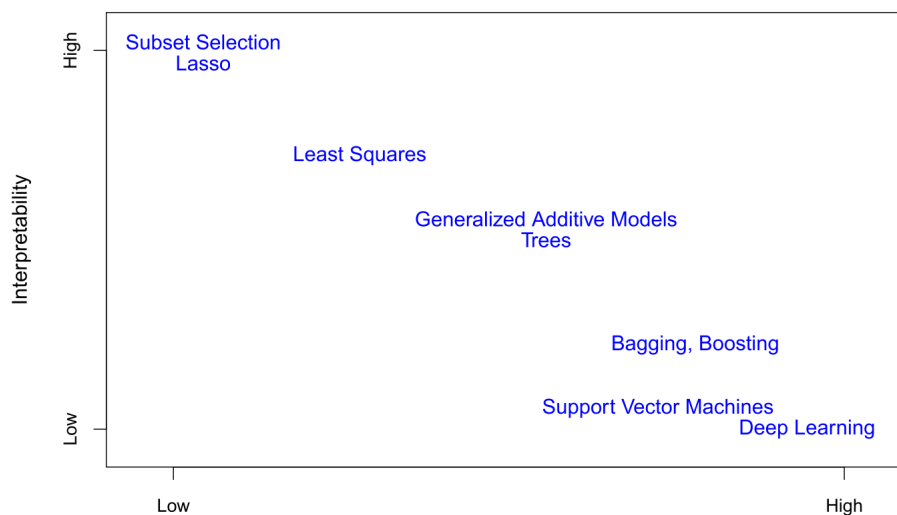 High
Subset Selection
Lasso
Least Squares
Interpretability
Generalized Additive Models
Trees
Bagging, Boosting
Support Vector Machines
Low
Deep Learning
Low
High